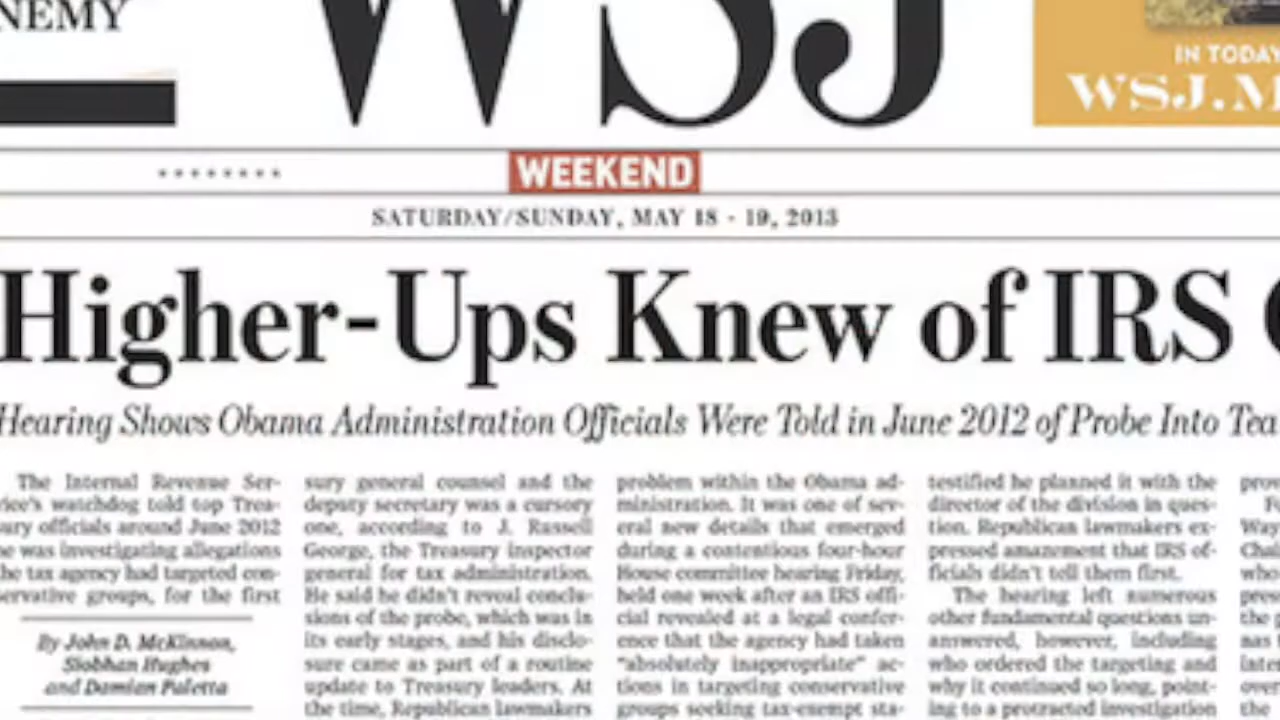 NEMY
WSJ
IN TODAY
WSJ.M
WEEKEND
SATURDAY/SUNDAY, MAY 18 - 19, 2013
Higher-Ups Knew of IRS
Hearing Shows Obama Administration Officials Were Told in June 2012 of Probe Into Tea
The Internal Revenue Ser-
vice's watchdog told top Trea-
sury officials around June 2012
he was investigating allegations
the tax agency had targeted con-
servative groups, for the first
By John D. McKinnon,
Siobhan Hughes
and Damian Paletta
sury general counsel and the
deputy secretary was a cursory
one, according to J. Russell
George, the Treasury inspector
general for tax administration.
He said he didn't reveal conclu-
sions of the probe, which was in
its early stages, and his disclo-
sure came as part of a routine
update to Treasury leaders. At
the time, Republican lawmakers
problem within the Obama ad-
ministration. It was one of sev-
eral new details that emerged
during a contentious four-hour
House committee hearing Friday,
held one week after an IRS offi-
cial revealed at a legal confer-
ence that the agency had taken
"absolutely inappropriate" ac-
tions in targeting conservative
groups seeking tax-exempt sta-
testified he planned it with the
director of the division in ques-
tion. Republican lawmakers ex-
pressed amazement that IRS of-
ficials didn't tell them first.
The hearing left numerous
other fundamental questions un-
answered, however, including
who ordered the targeting and
why it continued so long, point-
ing to a protracted investigation